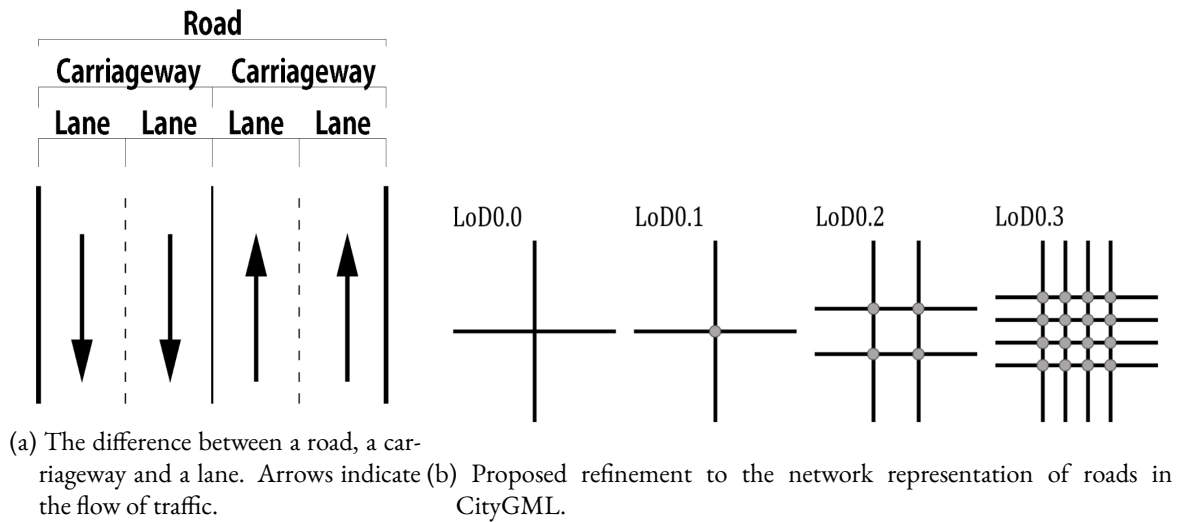 Road
Carriageway Carriageway
Lane Lane Lane Lane
LoD0.0 LoD0.1 LoD0.2 LoD0.3
(a) The difference between a road, a car-
riageway and a lane. Arrows indicate
the flow of traffic.
(b) Proposed refinement to the network representation of roads in
CityGML.